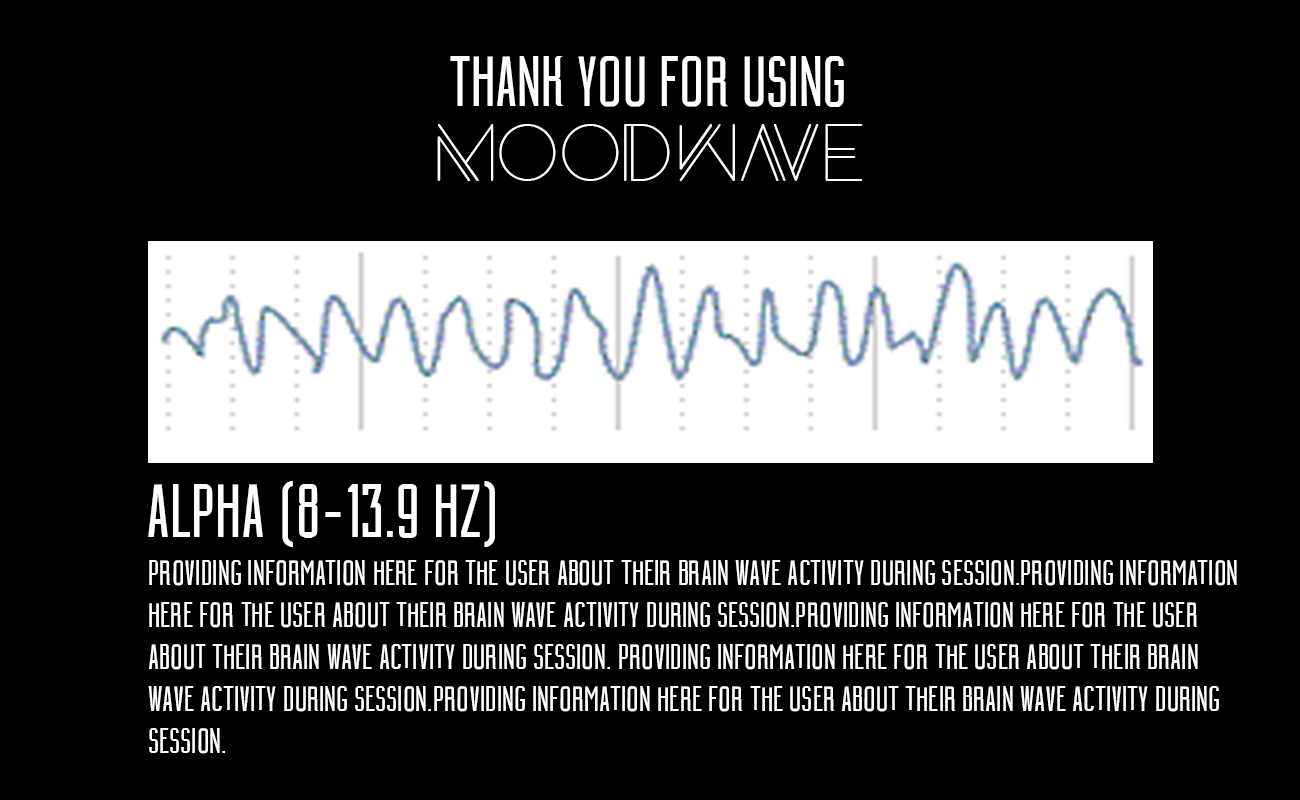 THANK YOU FOR USING
MOODWAVE
ALPHA (8-13.9 HZ)
PROVIDING INFORMATION HERE FOR THE USER ABOUT THEIR BRAIN WAVE ACTIVITY DURING SESSION.PROVIDING INFORMATION
HERE FOR THE USER ABOUT THEIR BRAIN WAVE ACTIVITY DURING SESSION.PROVIDING INFORMATION HERE FOR THE USER
ABOUT THEIR BRAIN WAVE ACTIVITY DURING SESSION. PROVIDING INFORMATION HERE FOR THE USER ABOUT THEIR BRAIN
WAVE ACTIVITY DURING SESSION.PROVIDING INFORMATION HERE FOR THE USER ABOUT THEIR BRAIN WAVE ACTIVITY DURING
SESSION.